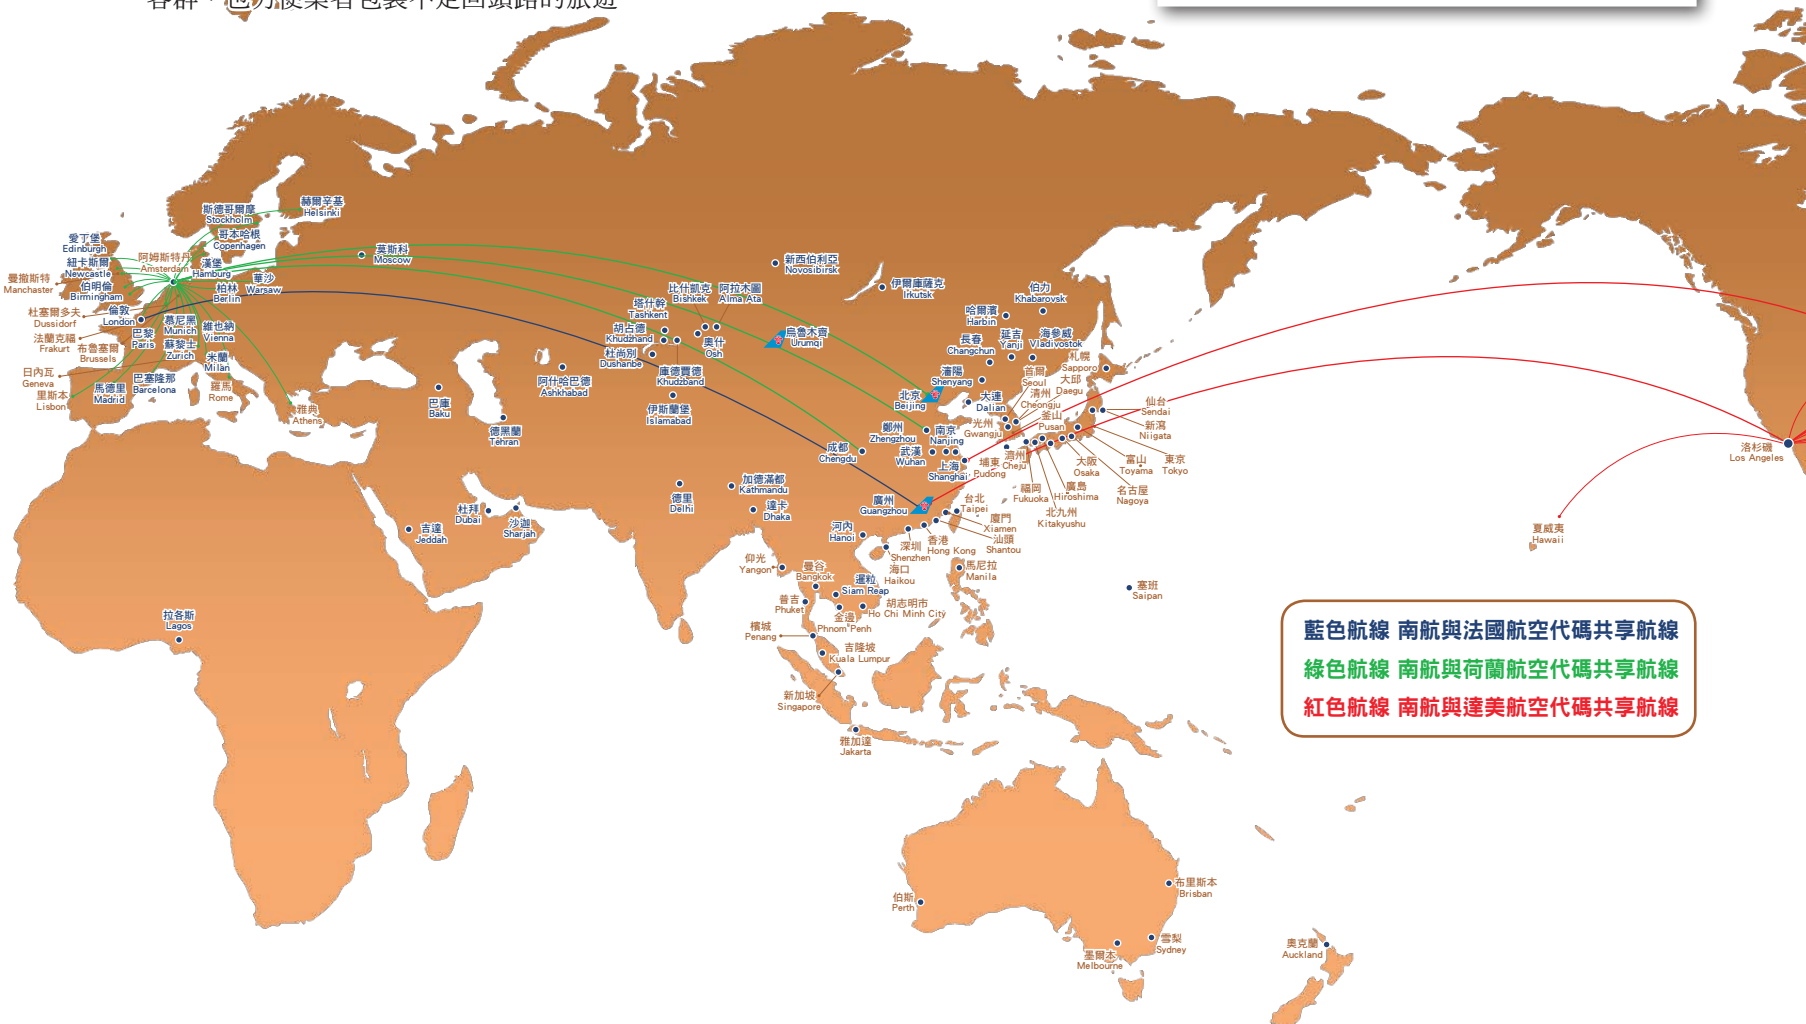 客群，也方便業者包裝不走回頭路的旅遊
赫爾辛基
Helsinki
斯德哥爾摩
Stockholm
哥本哈根
Copenhagen
愛丁堡
Edinburgh
紐卡斯爾
Newcastle
曼撤斯特
Manchaster
伯明倫
Birmingham
阿姆斯特丹
Amsterdam
漢堡
Hamburg
柏林
Berlin
華沙
Warsaw
莫斯科
Moscow
杜塞爾多夫
Dussidorf
倫敦
London
法蘭克福
Frakurt
布魯塞爾
Brussels
巴黎
Paris
慕尼黑
Munich
維也納
Vienna
蘇黎士
Zurich
米蘭
Milan
日內瓦
Geneva
里斯本
Lisbon
馬德里
Madrid
巴塞隆那
Barcelona
羅馬
Rome
雅典
Athens
新西伯利亞
Novosibirsk
伊爾庫薩克
Irkutsk
比什凱克
Bishkek
阿拉木圖
Alma Ata
塔什幹
Tashkent
胡占德
Khudzhand
杜尚別
Dushanbe
奧什
Osh
庫德賈德
Khudzband
烏魯木齊
Urumqi
阿什哈巴德
Ashkhabad
伊斯蘭堡
Islamabad
巴庫
Baku
德黑蘭
Tehran
伯力
Khabarovsk
哈爾濱
Harbin
延吉
Yanji
海參威
Vladivostok
長春
Changchun
瀋陽
Shenyang
札幌
Sapporo
首爾
Seoul
大邱
Daegu
清州
Cheongju
北京
Beijing
大連
Dalian
釜山
Pusan
光州
Gwangju
仙台
Sendai
新瀉
Niigata
鄭州
Zhengzhou
南京
Nanjing
武漢
Wuhan
成都
Chengdu
上海
Shanghai
埔東
Pudong
濟州
Cheju
大阪
Osaka
富山
Toyama
東京
Tokyo
福岡
Fukuoka
廣島
Hiroshima
名古屋
Nagoya
北九州
Kitakyushu
加德滿都
Kathmandu
德里
Delhi
達卡
Dhaka
杜拜
Dubai
沙迦
Sharjah
吉達
Jeddah
廣州
Guangzhou
台北
Taipei
廈門
Xiamen
汕頭
Shantou
河內
Hanoi
深圳
Shenzhen
香港
Hong Kong
海口
Haikou
仰光
Yangon
曼谷
Bangkok
暹粒
Siam Reap
馬尼拉
Manila
普吉
Phuket
金邊
Phnom Penh
胡志明市
Ho Chi Minh City
檳城
Penang
吉隆坡
Kuala Lumpur
新加坡
Singapore
雅加達
Jakarta
塞班
Saipan
拉各斯
Lagos
洛杉磯
Los Angeles
夏威夷
Hawaii
藍色航線 南航與法國航空代碼共享航線
綠色航線 南航與荷蘭航空代碼共享航線
紅色航線 南航與達美航空代碼共享航線
伯斯
Perth
布里斯本
Brisban
雪梨
Sydney
墨爾本
Melbourne
奧克蘭
Auckland